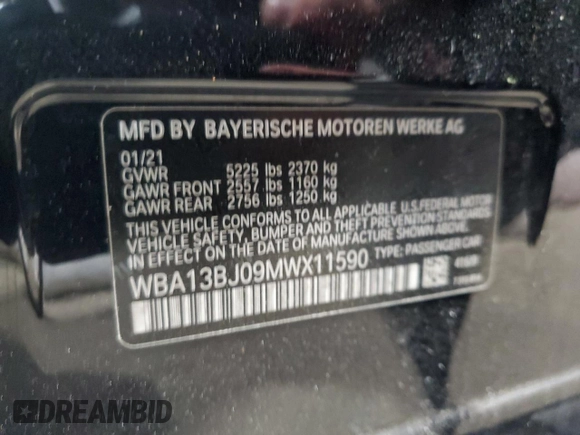 MFD BY BAYERISCHE MOTOREN WERKE AG
01/21
GVWR 5225 lbs 2370 kg
GAWR FRONT 2557 lbs 1160 kg
GAWR REAR 2756 lbs 1250 kg
THIS VEHICLE CONFORMS TO ALL APPLICABLE U.S. FEDERAL MOTOR
VEHICLE SAFETY, BUMPER AND THEFT PREVENTION STANDARDS
IN EFFECT ON THE DATE OF MANUFACTURE SHOWN ABOVE.
WBA13BJ09MWX11590 TYPE: PASSENGER CAR
DREAMBID